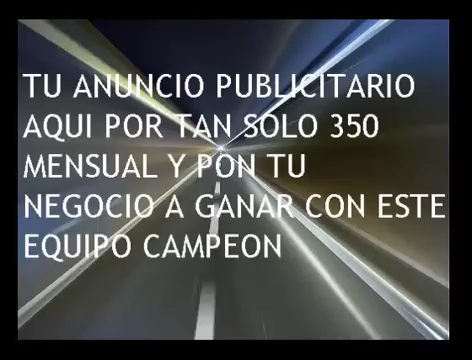 TU ANUNCIO PUBLICITARIO
AQUI POR TAN SOLO 350
MENSUAL Y PON TU
NEGOCIO A GANAR CON ESTE
EQUIPO CAMPEON